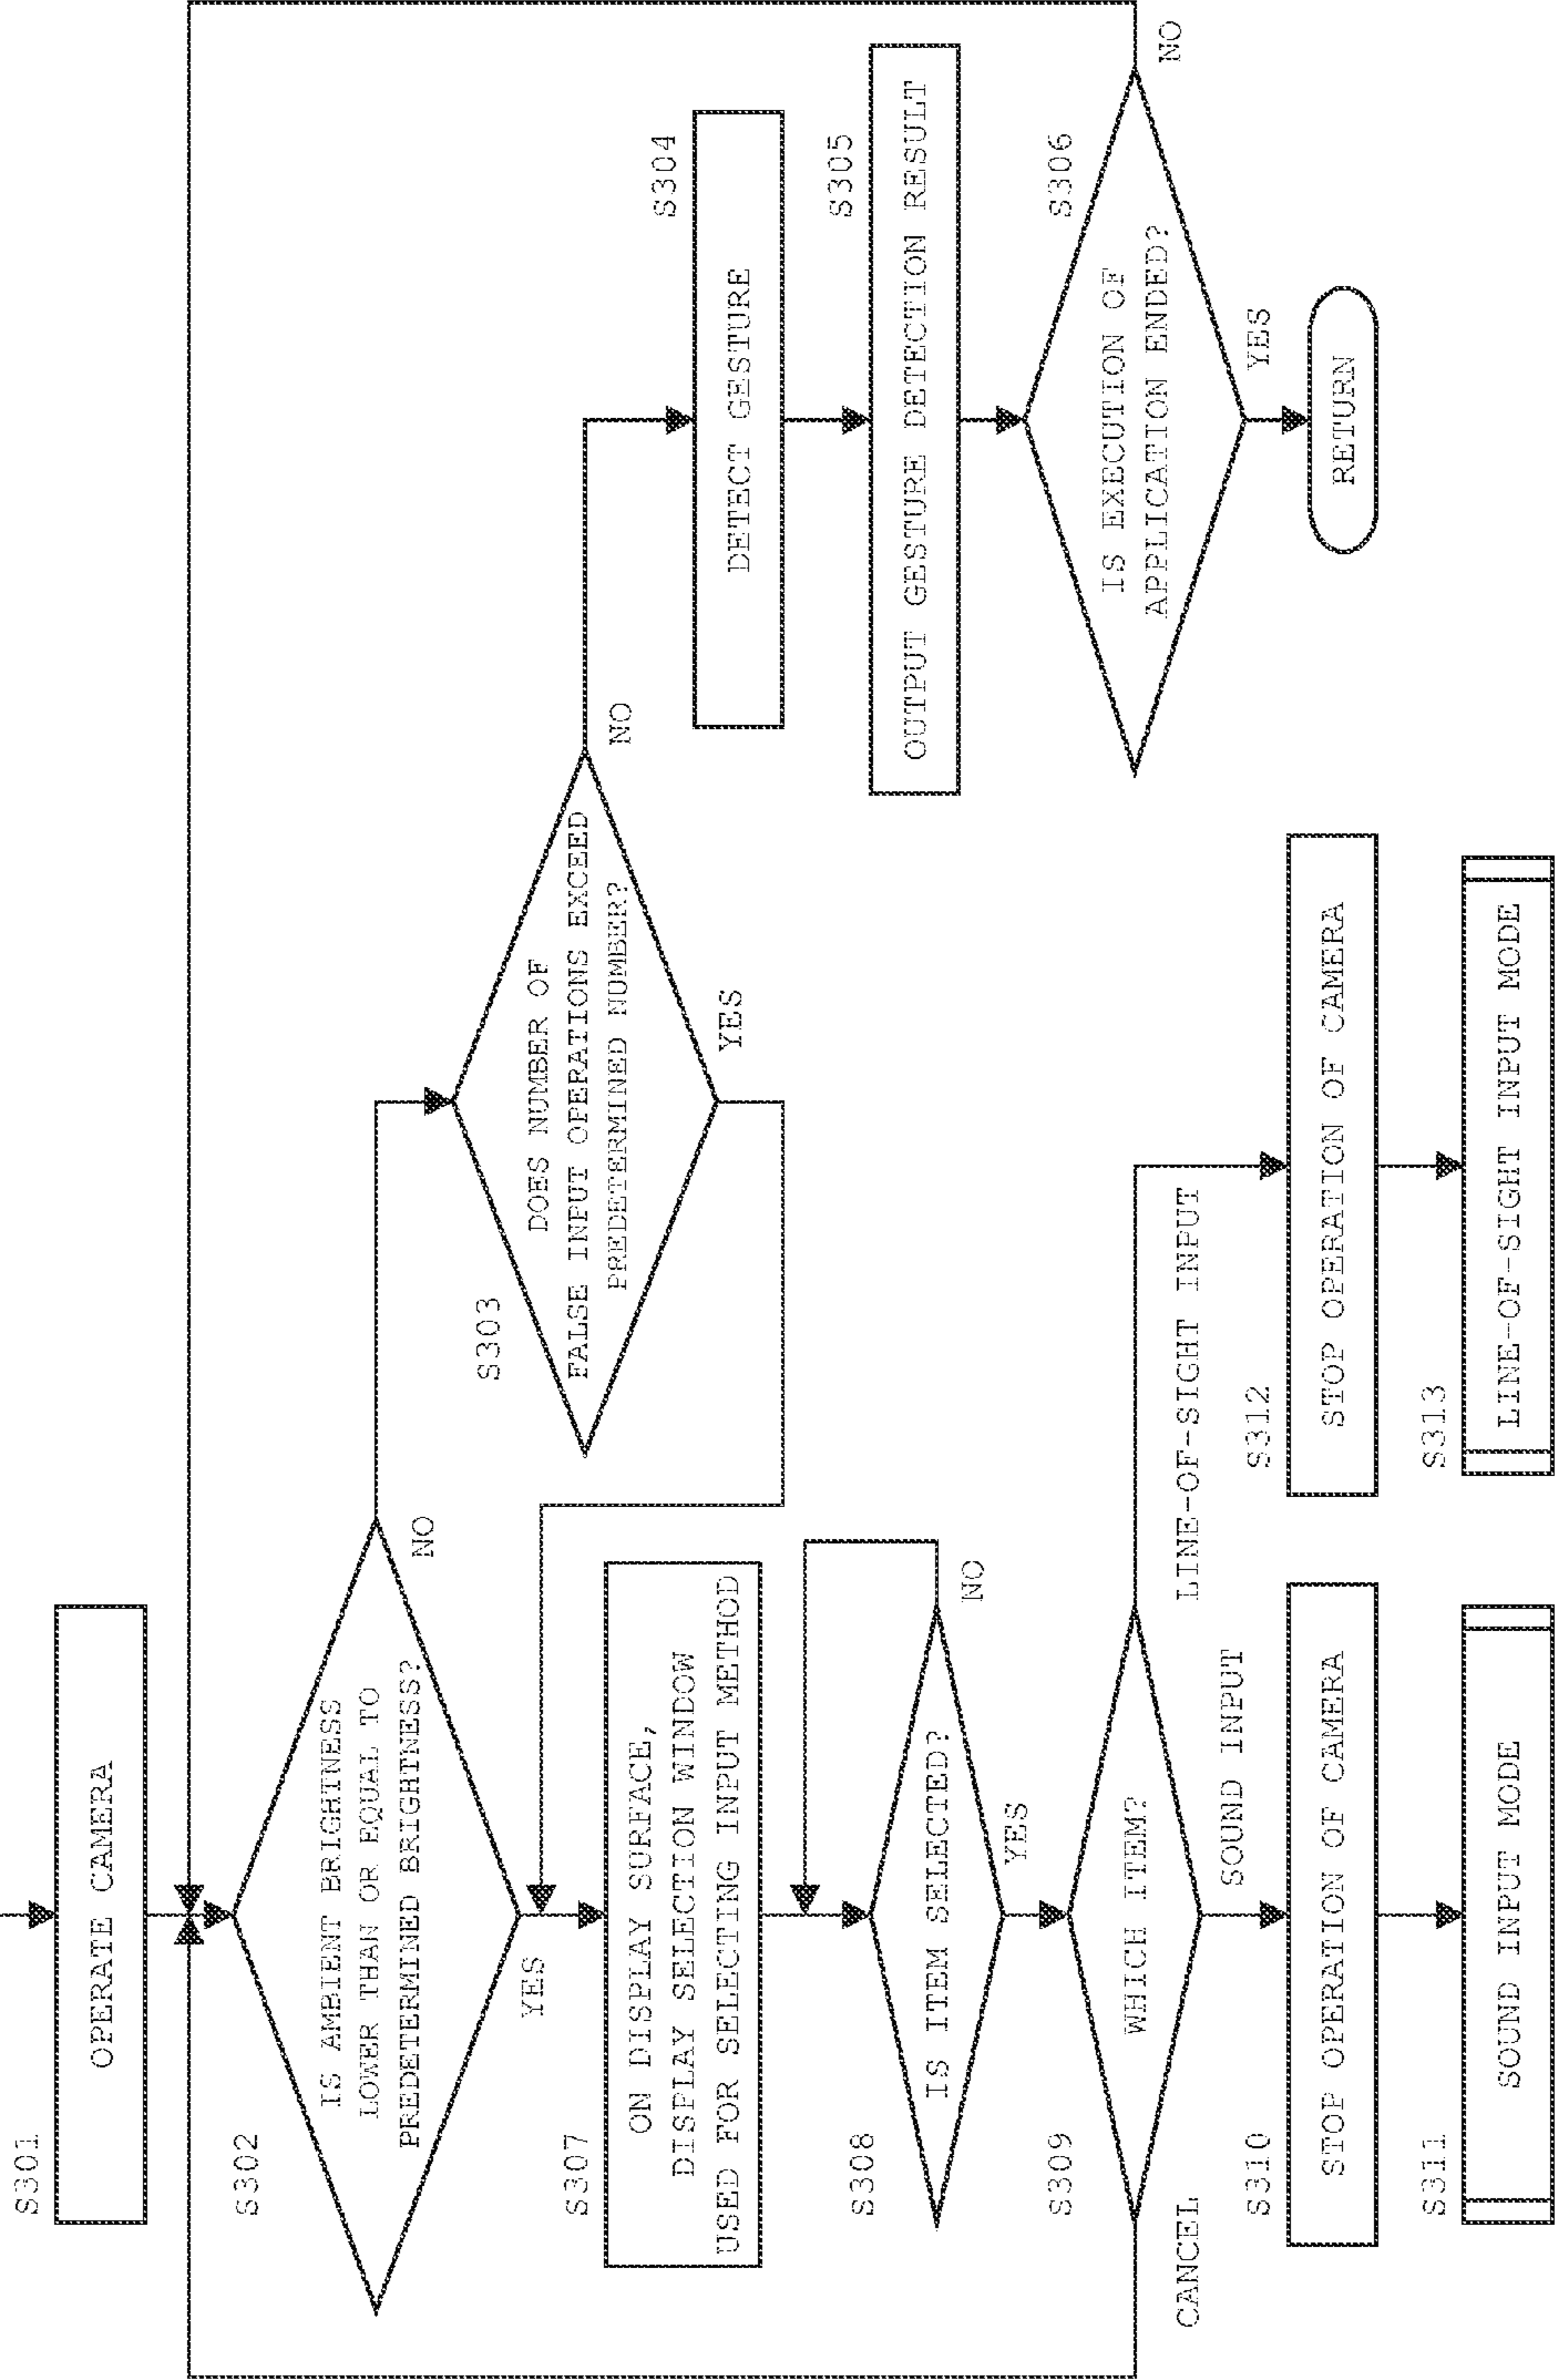 S301
OPERATE CAMERA
S302
IS AMBIENT BRIGHTNESS
LOWER THAN OR EQUAL TO
PREDETERMINED BRIGHTNESS?
NO
YES
S303
DOES NUMBER OF
FALSE INPUT OPERATIONS EXCEED
PREDETERMINED NUMBER?
NO
YES
S304
DETECT GESTURE
S305
OUTPUT GESTURE DETECTION RESULT
S306
IS EXECUTION OF
APPLICATION ENDED?
NO
YES
RETURN
S307
ON DISPLAY SURFACE,
DISPLAY SELECTION WINDOW
USED FOR SELECTING INPUT METHOD
S308
IS ITEM SELECTED?
NO
YES
S309
WHICH ITEM?
CANCEL
SOUND INPUT
LINE-OF-SIGHT INPUT
S310
STOP OPERATION OF CAMERA
S311
SOUND INPUT MODE
S312
STOP OPERATION OF CAMERA
S313
LINE-OF-SIGHT INPUT MODE